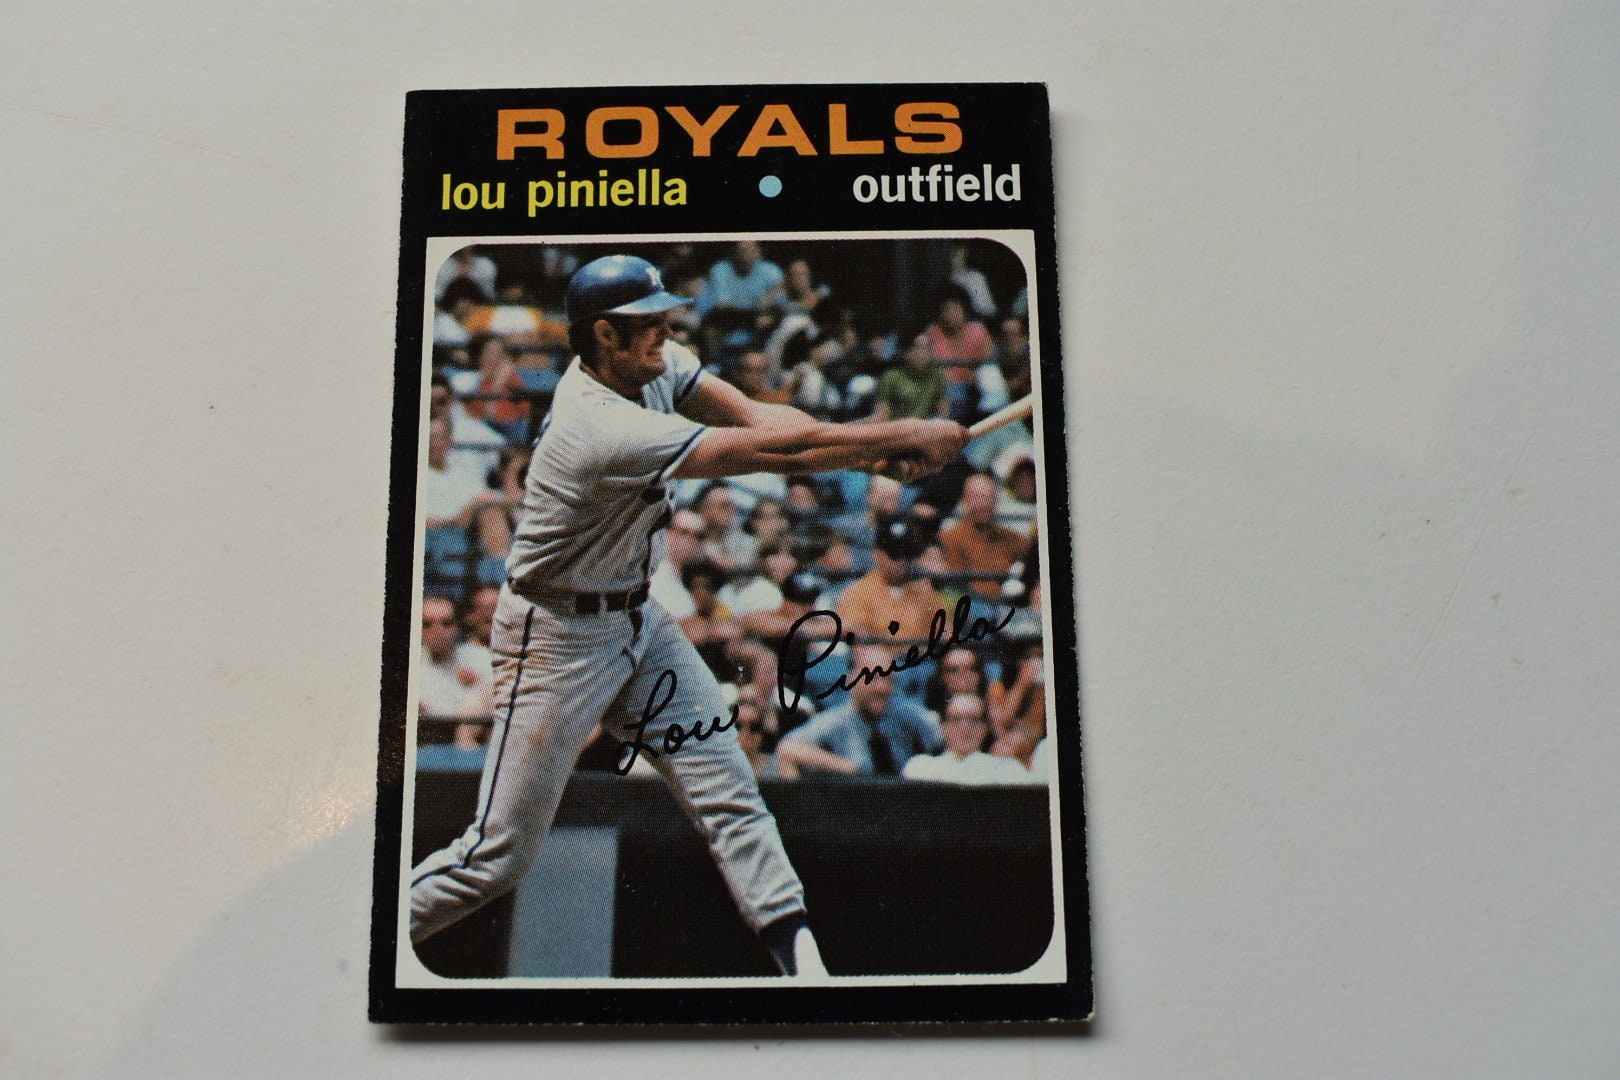 ROYALS
lou piniella • outfield
Lou Piniella